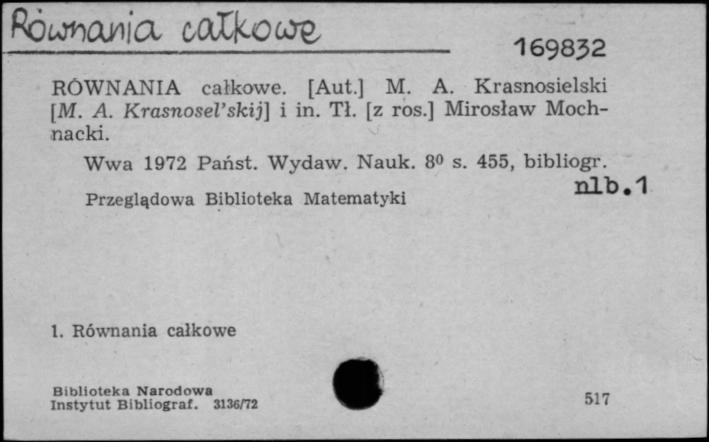 Równania całkowe
169832
RÓWNANIA całkowe. [Aut.] M. A. Krasnosielski
[M. A. Krasnosel’skij] i in. Tł. [z ros.] Mirosław Moch-
nacki.
Wwa 1972 Państ. Wydaw. Nauk. 8⁰ s. 455, bibliogr.
nlb.1
Przeglądowa Biblioteka Matematyki
1. Równania całkowe
Biblioteka Narodowa
Instytut Bibliograf. 3136/72
517